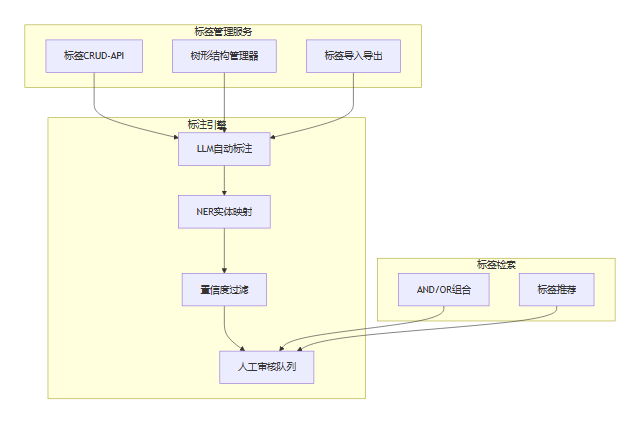 标签管理服务
标签CRUD-API
树形结构管理器
标签导入导出
标注引擎
LLM自动标注
NER实体映射
置信度过滤
人工审核队列
标签检索
AND/OR组合
标签推荐